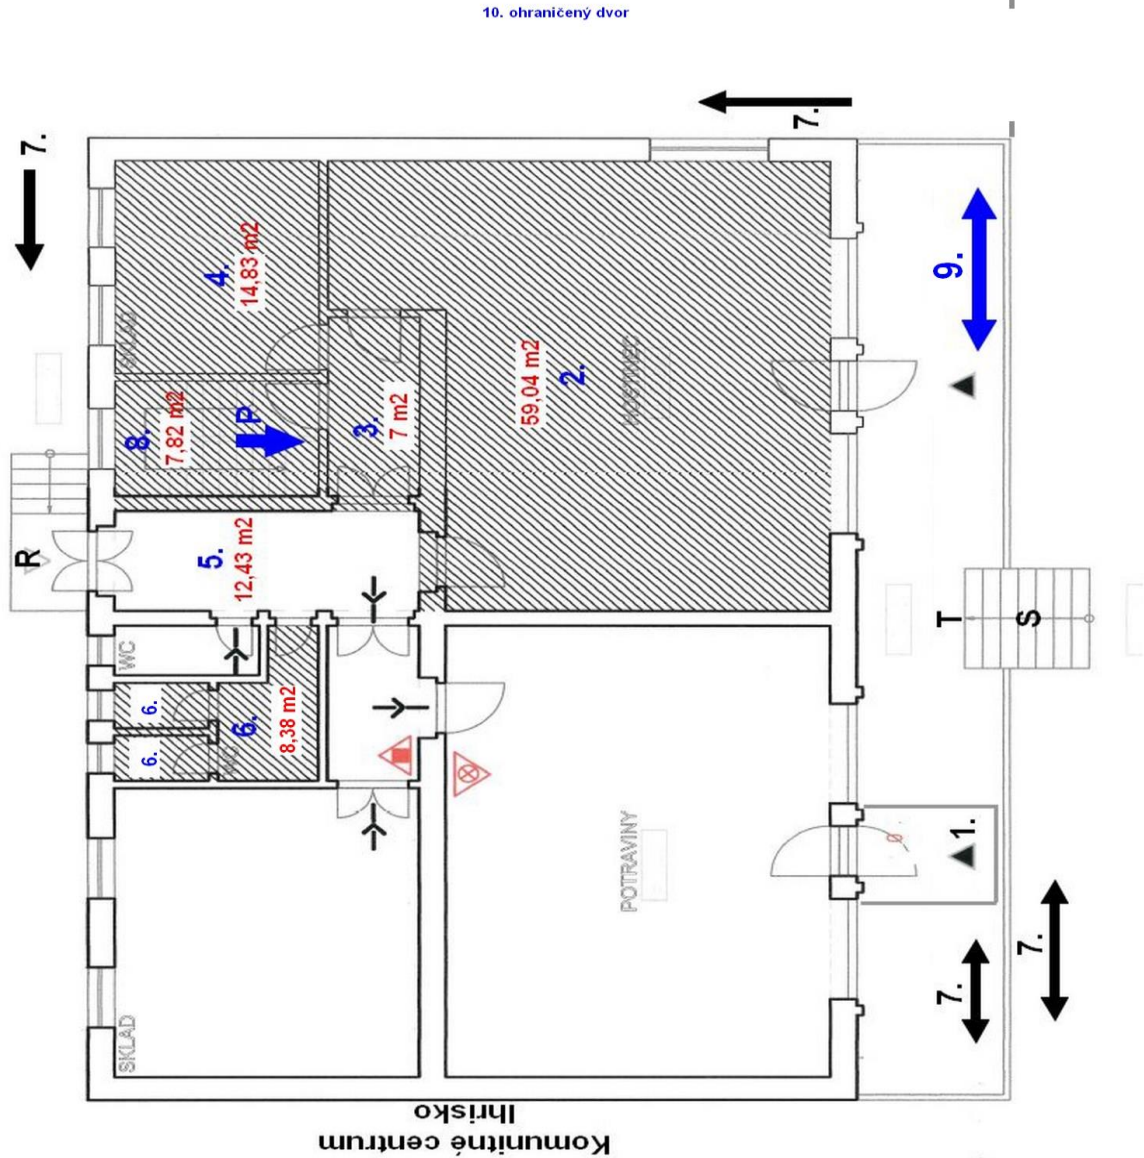 10. ohraničený dvor
7.
7.
4.
14,83 m2
SKLAD
9.
8.
7,82 m2
P
3.
7 m2
59,04 m2
2.
HOSTINEC
R
5.
12,43 m2
WC
T
S
6.
6.
6.
8,38 m2
WC
POTRAVINY
1.
7.
7.
SKLAD
Ihrisko
Komunitné centrum